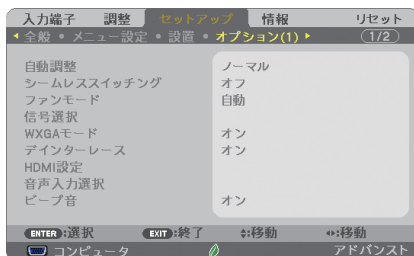 入力端子 調整 セットアップ 情報 リセット
全般 • メニュー設定 • 設置 • オプション(1) 1/2
自動調整 ノーマル
シームレススイッチング オフ
ファンモード 自動
信号選択
WXGAモード オン
デインターレース オン
HDMI設定
音声入力選択
ビープ音 オン
ENTER:選択 EXIT:終了 :移動 :移動
コンピュータ アドバンスト